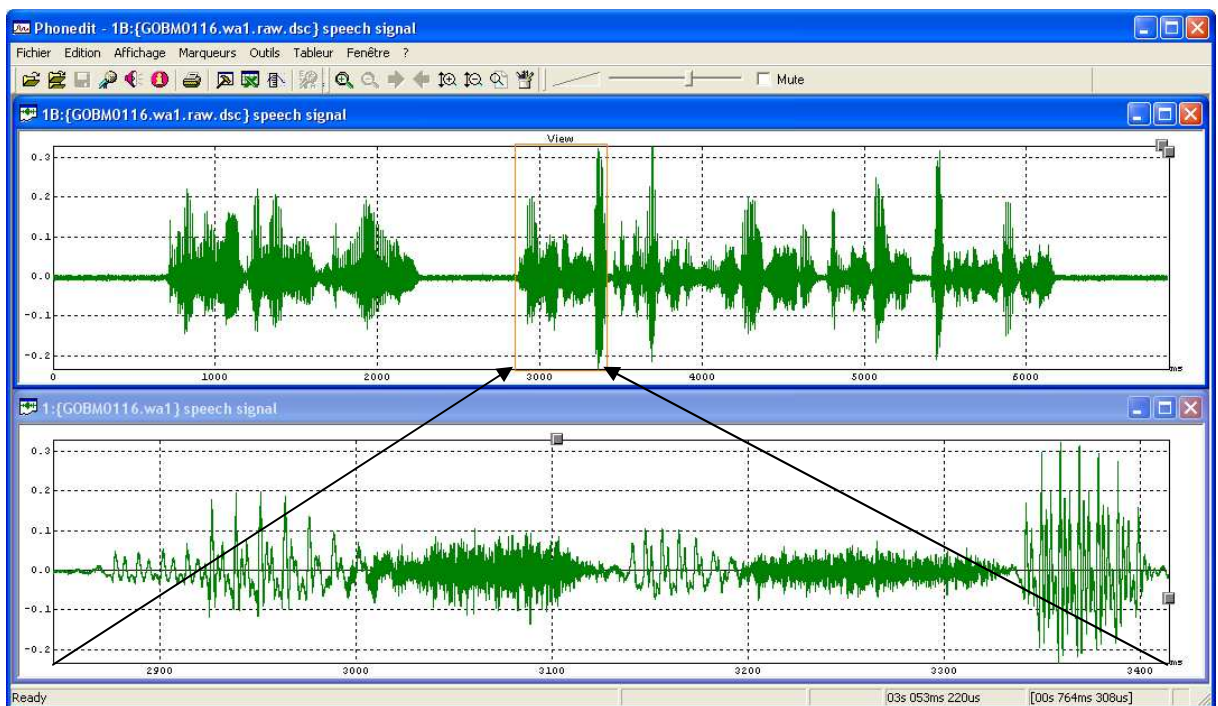 Phonedit - 1B:{GOBM0116.wa1.raw.dsc} speech signal
Fichier Edition Affichage Marqueurs Outils Tableur Fenêtre ?
Mute
1B:{GOBM0116.wa1.raw.dsc} speech signal
View
0.3
0.2
0.1
0.0
-0.1
-0.2
0 1000 2000 3000 4000 5000 6000 ms
1:{GOBM0116.wa1} speech signal
0.3
0.2
0.1
0.0
-0.1
-0.2
2900 3000 3100 3200 3300 3400 ms
Ready 03s 053ms 220us [00s 764ms 308us]